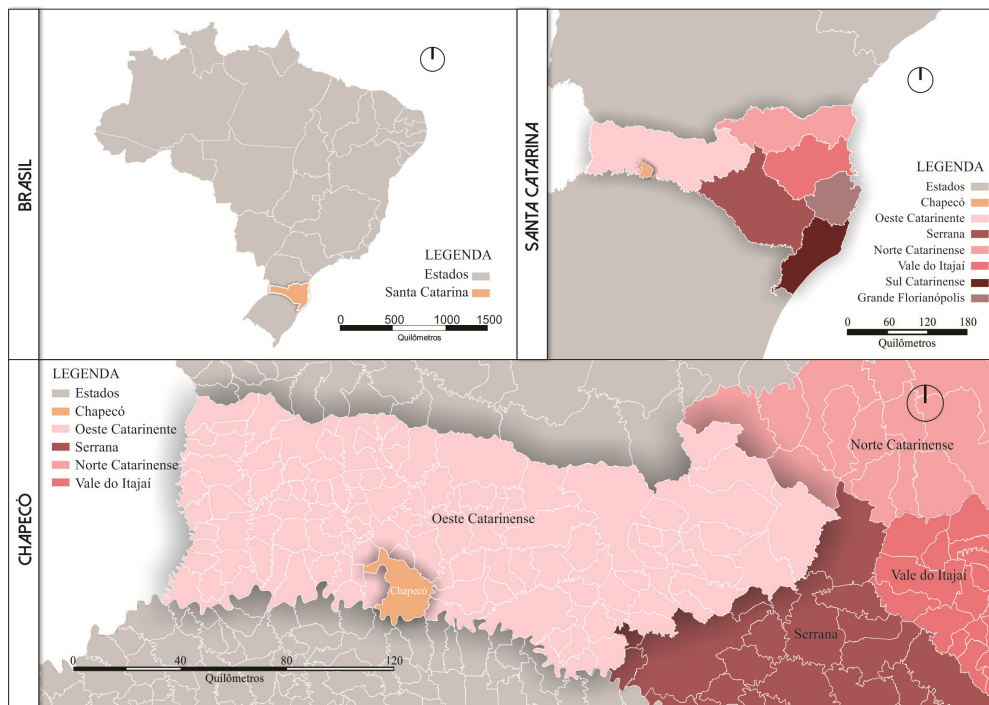 BRASIL
LEGENDA
Estados
Santa Catarina
0 500 1000 1500
Quilômetros
SANTA CATARINA
LEGENDA
Estados
Chapecó
Oeste Catarinente
Serrana
Norte Catarinense
Vale do Itajaí
Sul Catarinense
Grande Florianópolis
0 60 120 180
Quilômetros
CHAPECÓ
LEGENDA
Estados
Chapecó
Oeste Catarinente
Serrana
Norte Catarinense
Vale do Itajaí
Norte Catarinense
Oeste Catarinense
Vale do Itajaí
Chapecó
Serrana
0 40 80 120
Quilômetros